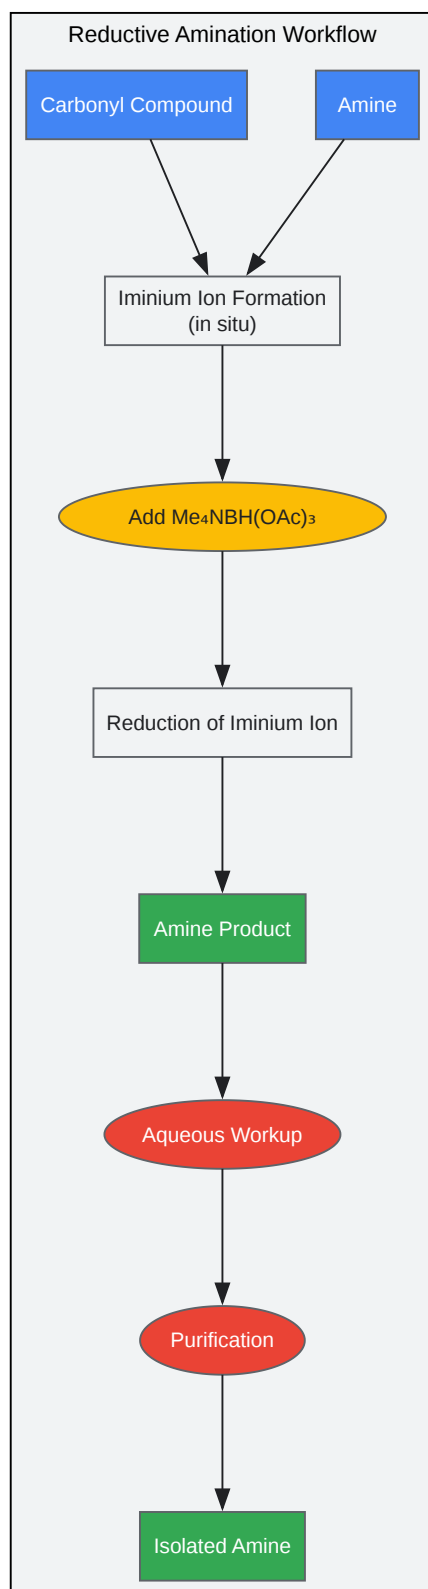 Reductive Amination Workflow
Carbonyl Compound
Amine
Iminium Ion Formation
(in situ)
Add Me₄NBH(OAc)₃
Reduction of Iminium Ion
Amine Product
Aqueous Workup
Purification
Isolated Amine